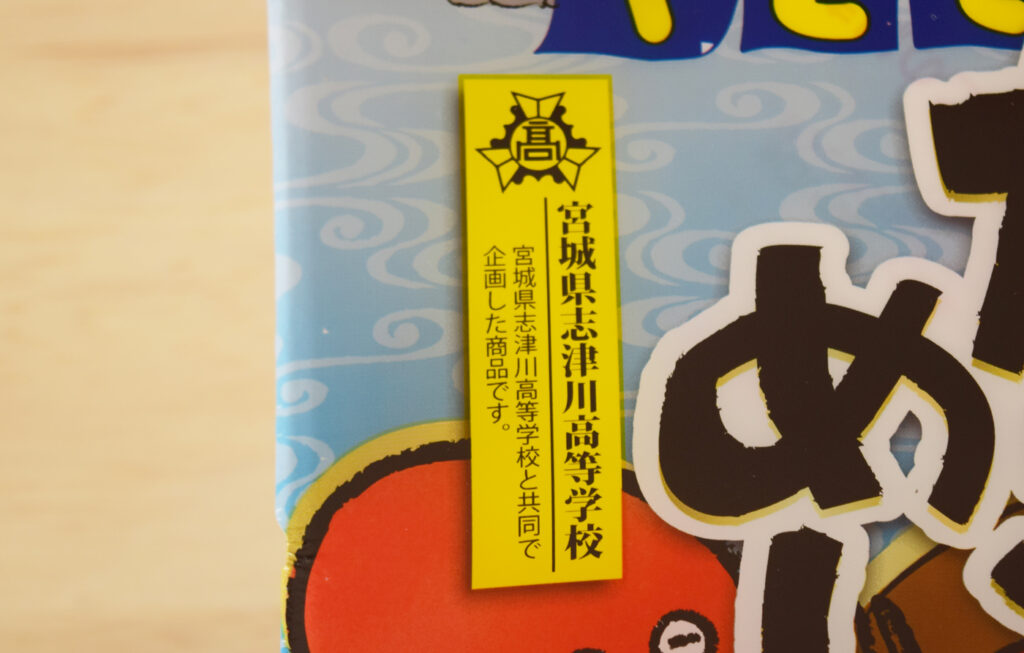 高
宮城県志津川高等学校
宮城県志津川高等学校と共同で
企画した商品です。
め